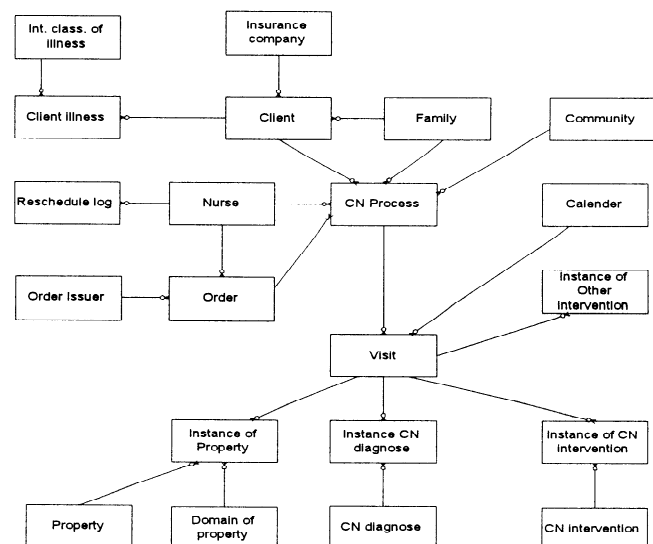 Int. class. of
illness
Insurance
company
Client illness
Client
Family
Community
Reschedule log
Nurse
CN Process
Calender
Order Issuer
Order
Instance of
Other
intervention
Visit
Instance of
Property
Instance CN
diagnose
Instance of CN
intervention
Property
Domain of
property
CN diagnose
CN intervention